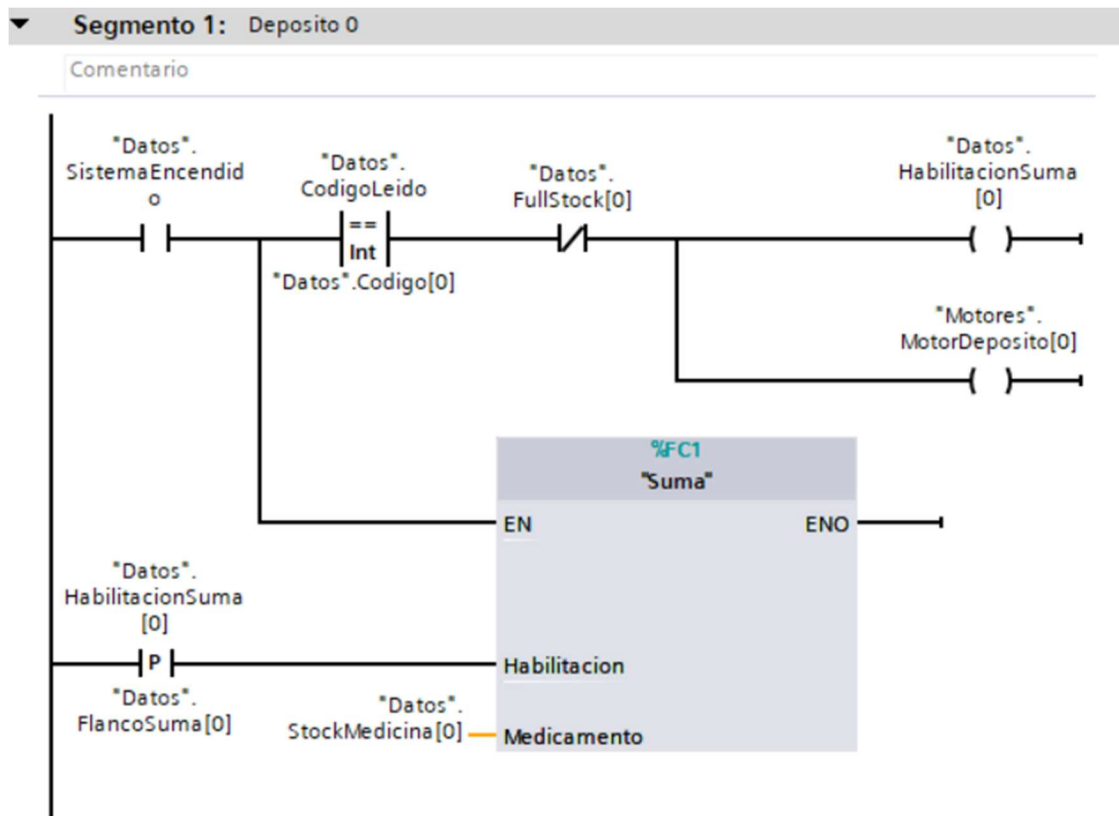 Segmento 1: Deposito 0
Comentario
"Datos".
SistemaEncendid
o
"Datos".
CodigoLeido
==
Int
"Datos".Codigo[0]
"Datos".
FullStock[0]
"Datos".
HabilitacionSuma
[0]
"Motores".
MotorDeposito[0]
%FC1
"Suma"
EN
ENO
"Datos".
HabilitacionSuma
[0]
P
"Datos".
FlancoSuma[0]
Habilitacion
"Datos".
StockMedicina[0]
Medicamento